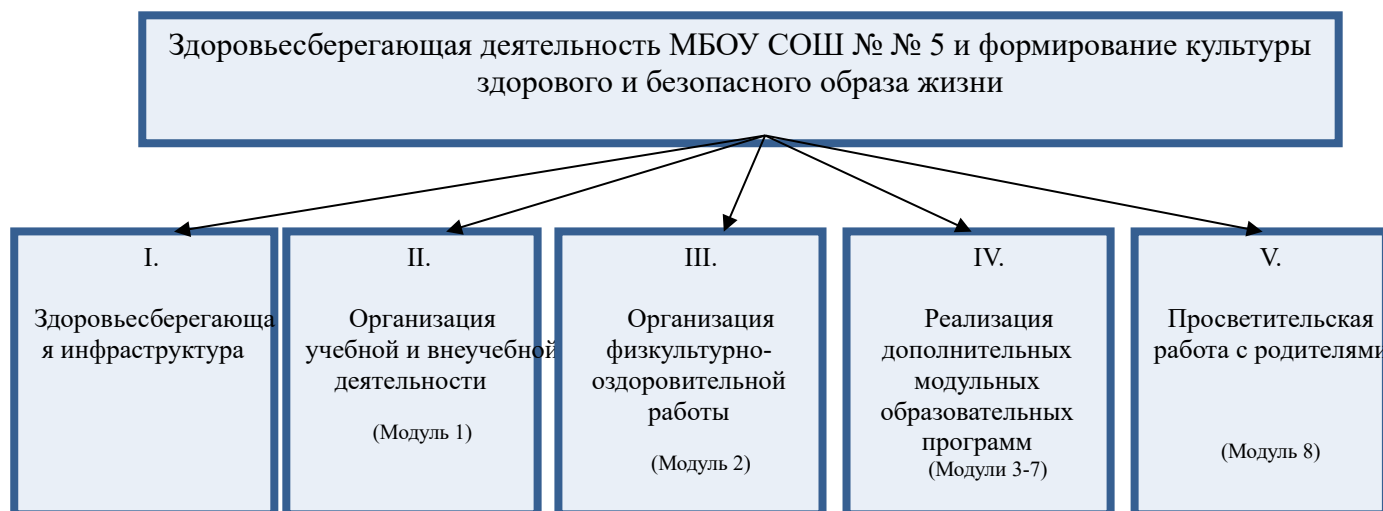 Здоровьесберегающая деятельность МБОУ СОШ № № 5 и формирование культуры
здорового и безопасного образа жизни
I.
Здоровьесберегающа
я инфраструктура
II.
Организация
учебной и внеучебной
деятельности
(Модуль 1)
III.
Организация
физкультурно-
оздоровительной
работы
(Модуль 2)
IV.
Реализация
дополнительных
модульных
образовательных
программ
(Модули 3-7)
V.
Просветительская
работа с родителями
(Модуль 8)